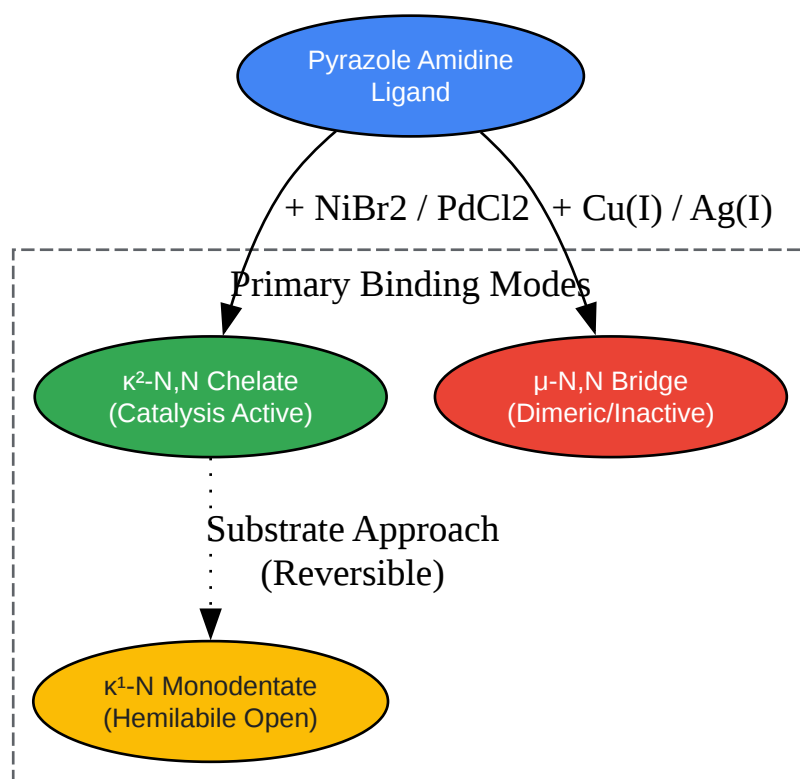 Pyrazole Amidine
Ligand
+ NiBr2 / PdCl2
+ Cu(I) / Ag(I)
Primary Binding Modes
κ²-N,N Chelate
(Catalysis Active)
μ-N,N Bridge
(Dimeric/Inactive)
Substrate Approach
(Reversible)
κ¹-N Monodentate
(Hemilabile Open)